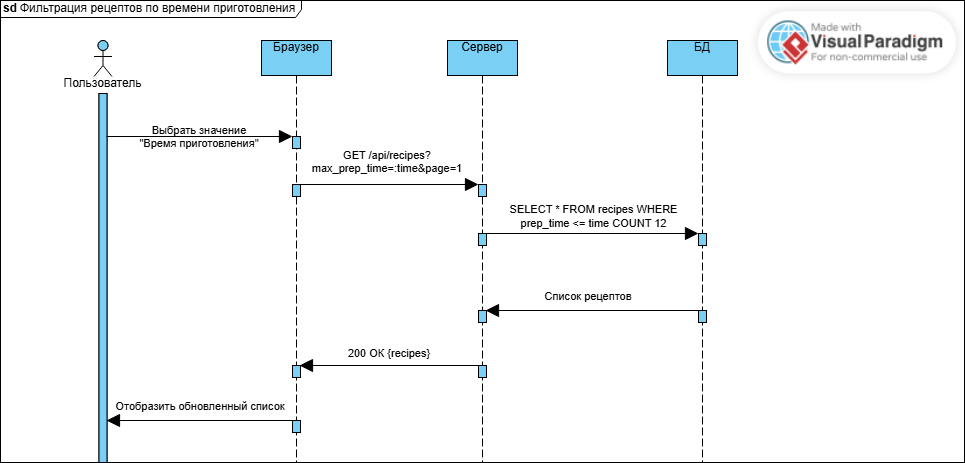 sd Фильтрация рецептов по времени приготовления
Made with
Visual Paradigm
For non-commercial use
Пользователь
Браузер
Сервер
БД
Выбрать значение
"Время приготовления"
GET /api/recipes?
max_prep_time=:time&page=1
SELECT * FROM recipes WHERE
prep_time <= time COUNT 12
Список рецептов
200 ОК {recipes}
Отобразить обновленный список